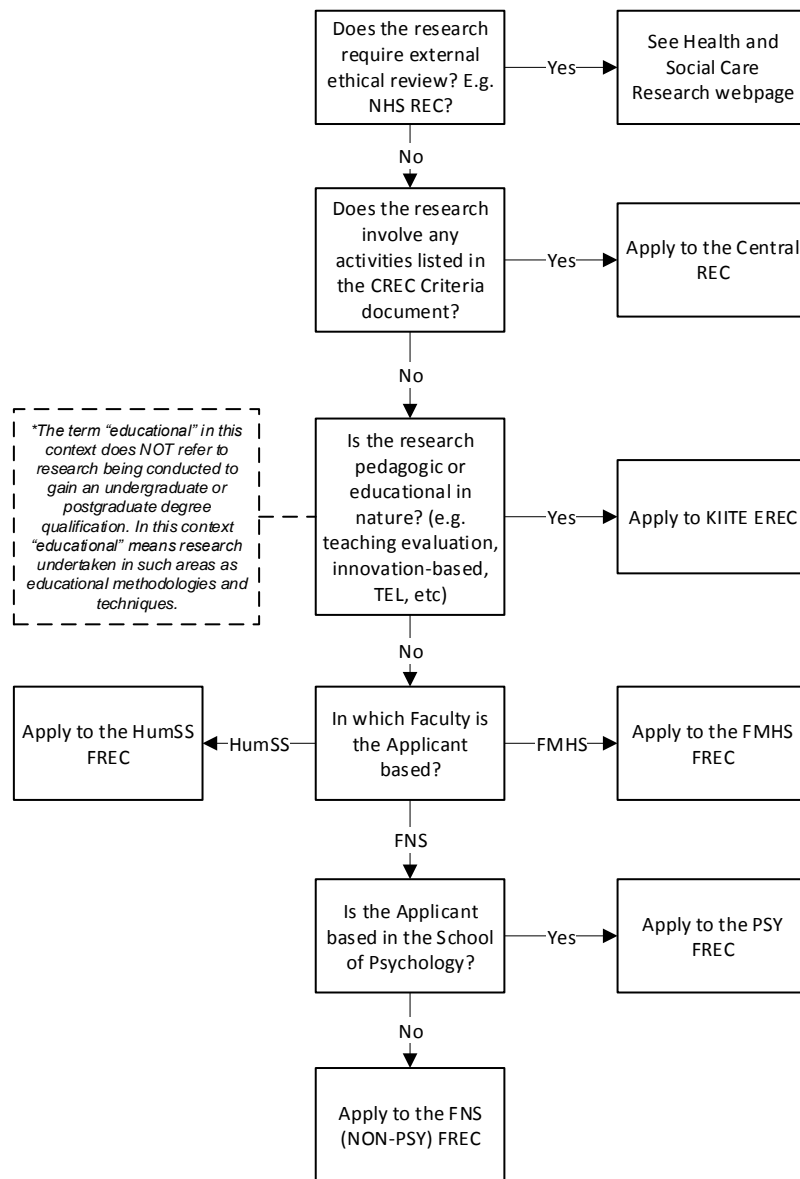 Does the research
require external
ethical review? E.g.
NHS REC?
Yes
See Health and
Social Care
Research webpage
No
Does the research
involve any
activities listed in
the CREC Criteria
document?
Yes
Apply to the Central
REC
No
*The term “educational” in this
context does NOT refer to
research being conducted to
gain an undergraduate or
postgraduate degree
qualification. In this context
“educational” means research
undertaken in such areas as
educational methodologies and
techniques.
Is the research
pedagogic or
educational in
nature? (e.g.
teaching evaluation,
innovation-based,
TEL, etc)
Yes
Apply to KIITE EREC
No
Apply to the HumSS
FREC
HumSS
In which Faculty is
the Applicant
based?
FMHS
Apply to the FMHS
FREC
FNS
Is the Applicant
based in the School
of Psychology?
Yes
Apply to the PSY
FREC
No
Apply to the FNS
(NON-PSY) FREC